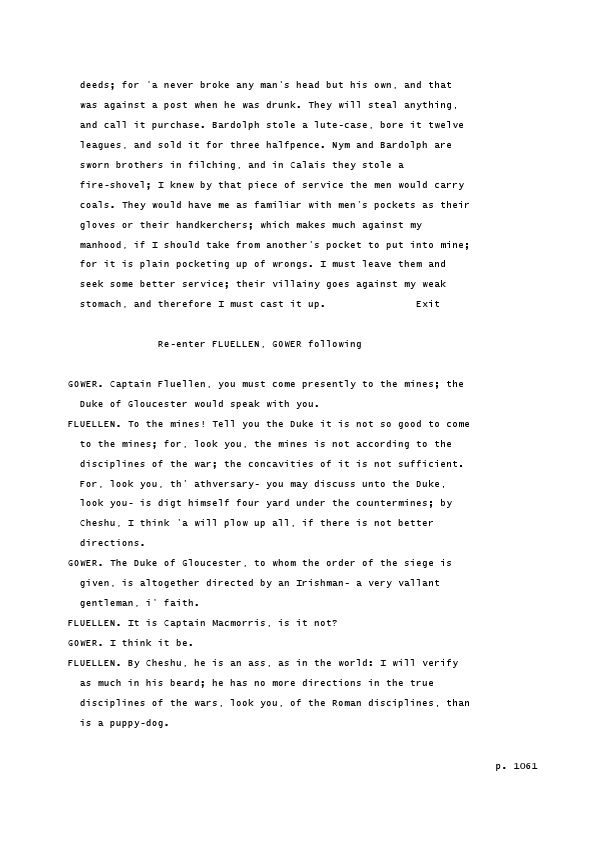 deeds; for 'a never broke any man's head but his own, and that
was against a post when he was drunk. They will steal anything,
and call it purchase. Bardolph stole a lute-case, bore it twelve
leagues, and sold it for three halfpence. Nym and Bardolph are
sworn brothers in filching, and in Calais they stole a
fire-shovel; I knew by that piece of service the men would carry
coals. They would have me as familiar with men's pockets as their
gloves or their handkerchers; which makes much against my
manhood, if I should take from another's pocket to put into mine;
for it is plain pocketing up of wrongs. I must leave them and
seek some better service; their villainy goes against my weak
stomach, and therefore I must cast it up. Exit
Re-enter FLUELLEN, GOWER following
GOWER. Captain Fluellen, you must come presently to the mines; the
Duke of Gloucester would speak with you.
FLUELLEN. To the mines! Tell you the Duke it is not so good to come
to the mines; for, look you, the mines is not according to the
disciplines of the war; the concavities of it is not sufficient.
For, look you, th' athversary- you may discuss unto the Duke,
look you- is digt himself four yard under the countermines; by
Cheshu, I think 'a will plow up all, if there is not better
directions.
GOWER. The Duke of Gloucester, to whom the order of the siege is
given, is altogether directed by an Irishman- a very vallant
gentleman, i' faith.
FLUELLEN. It is Captain Macmorris, is it not?
GOWER. I think it be.
FLUELLEN. By Cheshu, he is an ass, as in the world: I will verify
as much in his beard; he has no more directions in the true
disciplines of the wars, look you, of the Roman disciplines, than
is a puppy-dog.
p. 1061